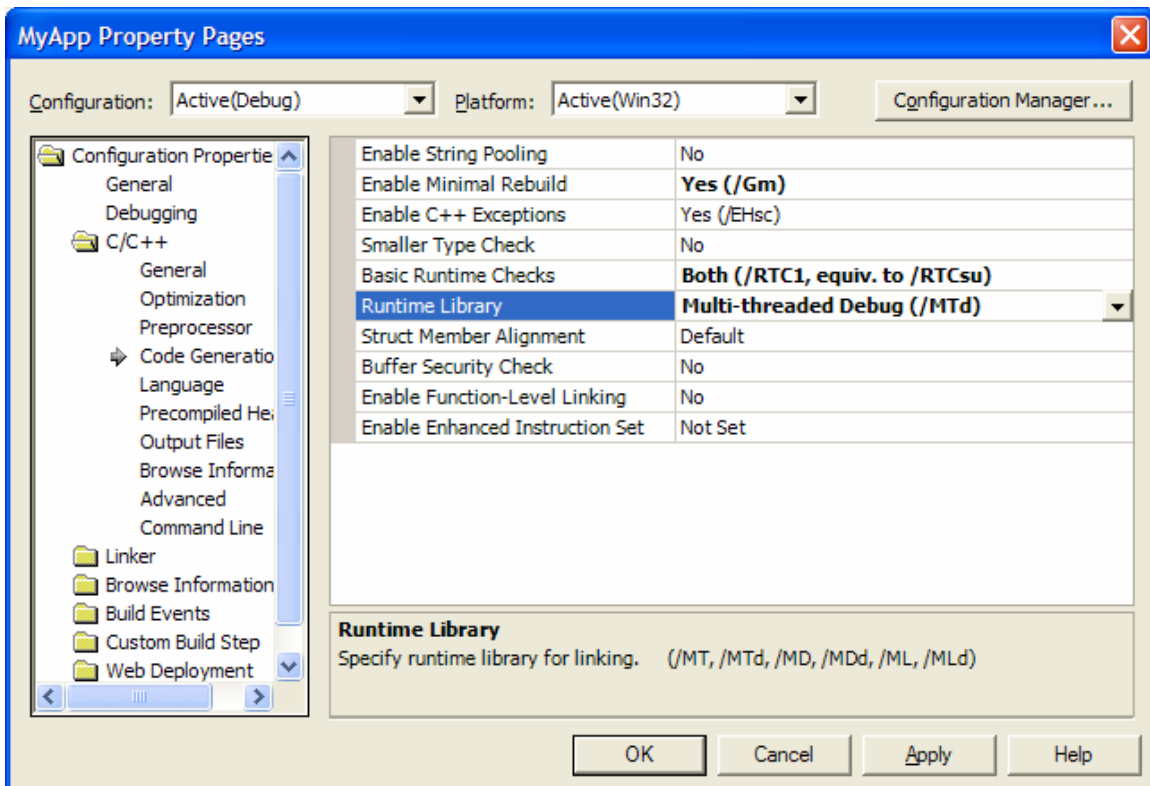 MyApp Property Pages
Configuration: Active(Debug) Platform: Active(Win32) Configuration Manager...
Configuration Propertie
General
Debugging
C/C++
General
Optimization
Preprocessor
Code Generatio
Language
Precompiled Hea
Output Files
Browse Informa
Advanced
Command Line
Linker
Browse Information
Build Events
Custom Build Step
Web Deployment
Enable String Pooling No
Enable Minimal Rebuild Yes (/Gm)
Enable C++ Exceptions Yes (/EHsc)
Smaller Type Check No
Basic Runtime Checks Both (/RTC1, equiv. to /RTCsu)
Runtime Library Multi-threaded Debug (/MTd)
Struct Member Alignment Default
Buffer Security Check No
Enable Function-Level Linking No
Enable Enhanced Instruction Set Not Set
Runtime Library
Specify runtime library for linking. (/MT, /MTd, /MD, /MDd, /ML, /MLd)
OK Cancel Apply Help